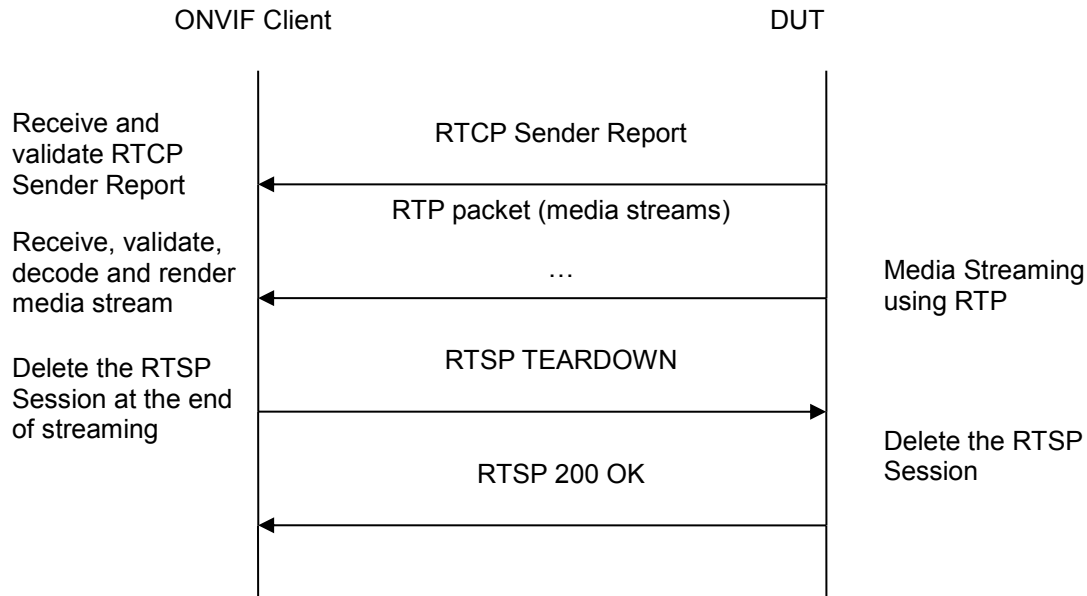 ONVIF Client
DUT
Receive and
validate RTCP
Sender Report
RTCP Sender Report
RTP packet (media streams)
Receive, validate,
decode and render
media stream
…
Media Streaming
using RTP
Delete the RTSP
Session at the end
of streaming
RTSP TEARDOWN
RTSP 200 OK
Delete the RTSP
Session